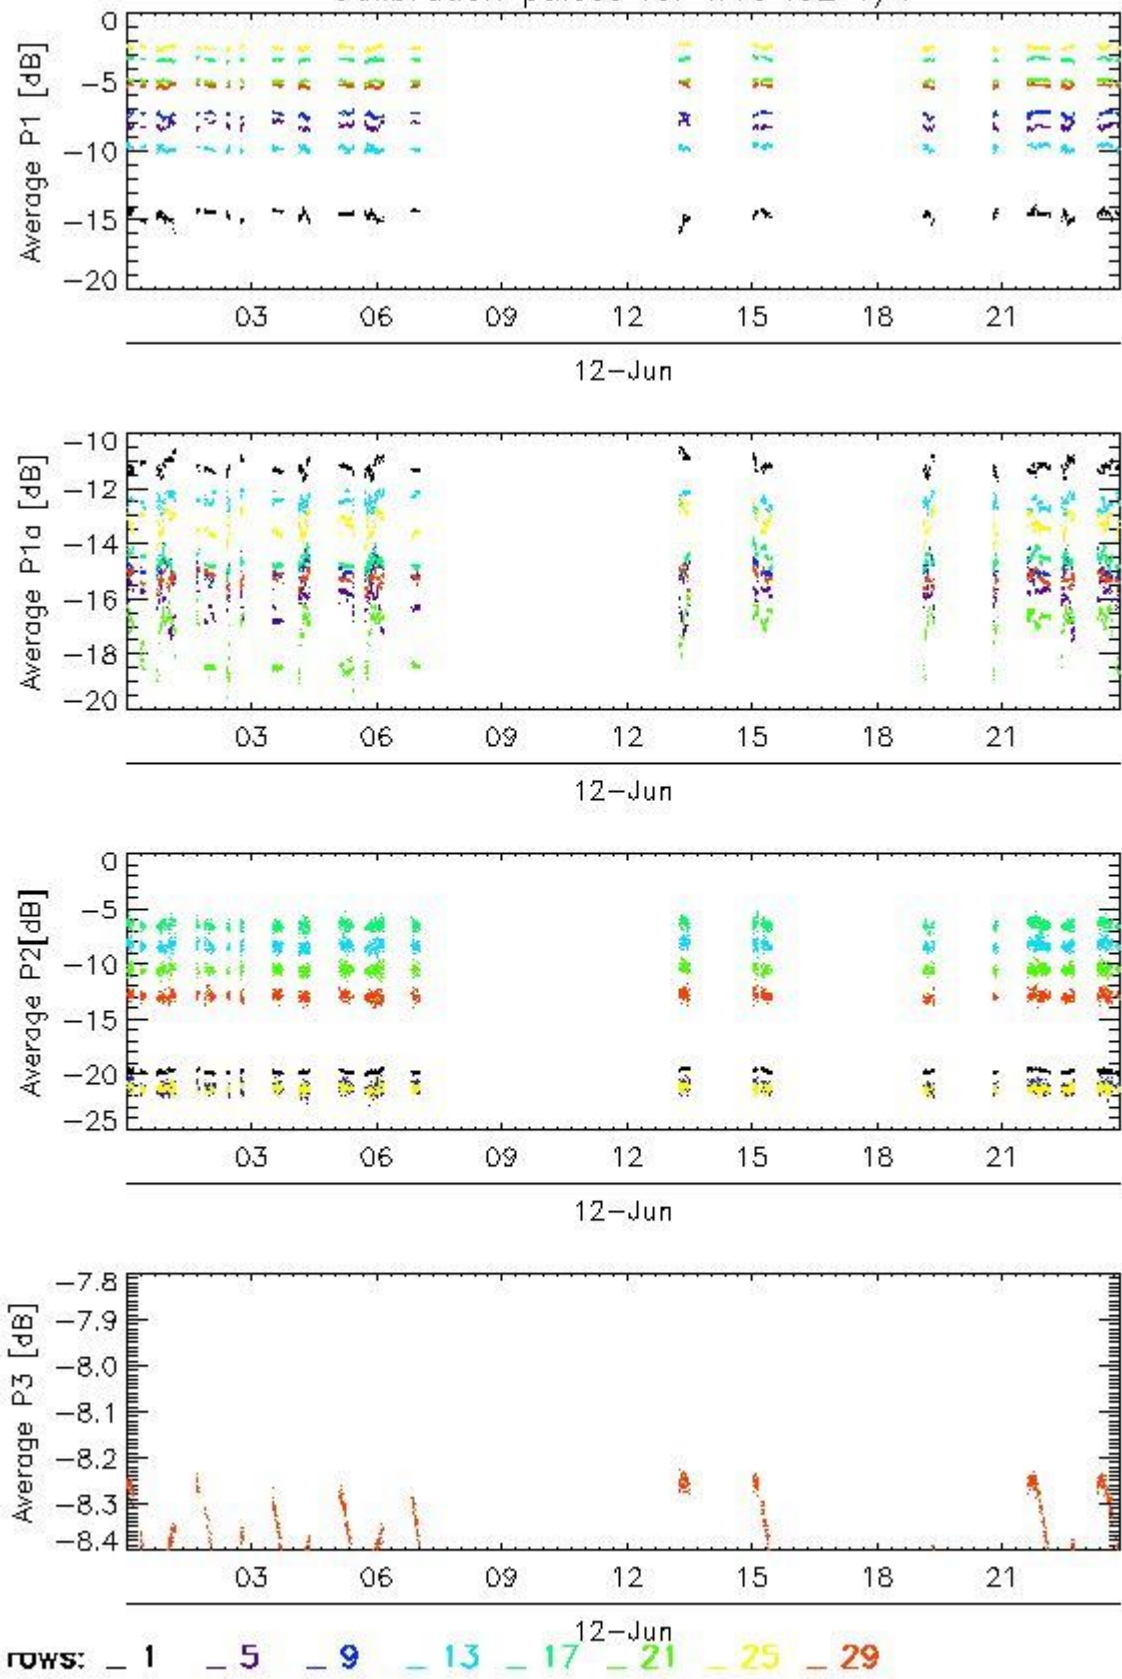 Average P1 [dB]
0
−5
−10
−15
−20
03 06 09 12 15 18 21
12−Jun
Average P1a [dB]
−10
−12
−14
−16
−18
−20
03 06 09 12 15 18 21
12−Jun
Average P2[dB]
0
−5
−10
−15
−20
−25
03 06 09 12 15 18 21
12−Jun
Average P3 [dB]
−7.8
−7.9
−8.0
−8.1
−8.2
−8.3
−8.4
03 06 09 12 15 18 21
12−Jun
rows: _ 1 _ 5 _ 9 _ 13 _ 17 _ 21 _ 25 _ 29